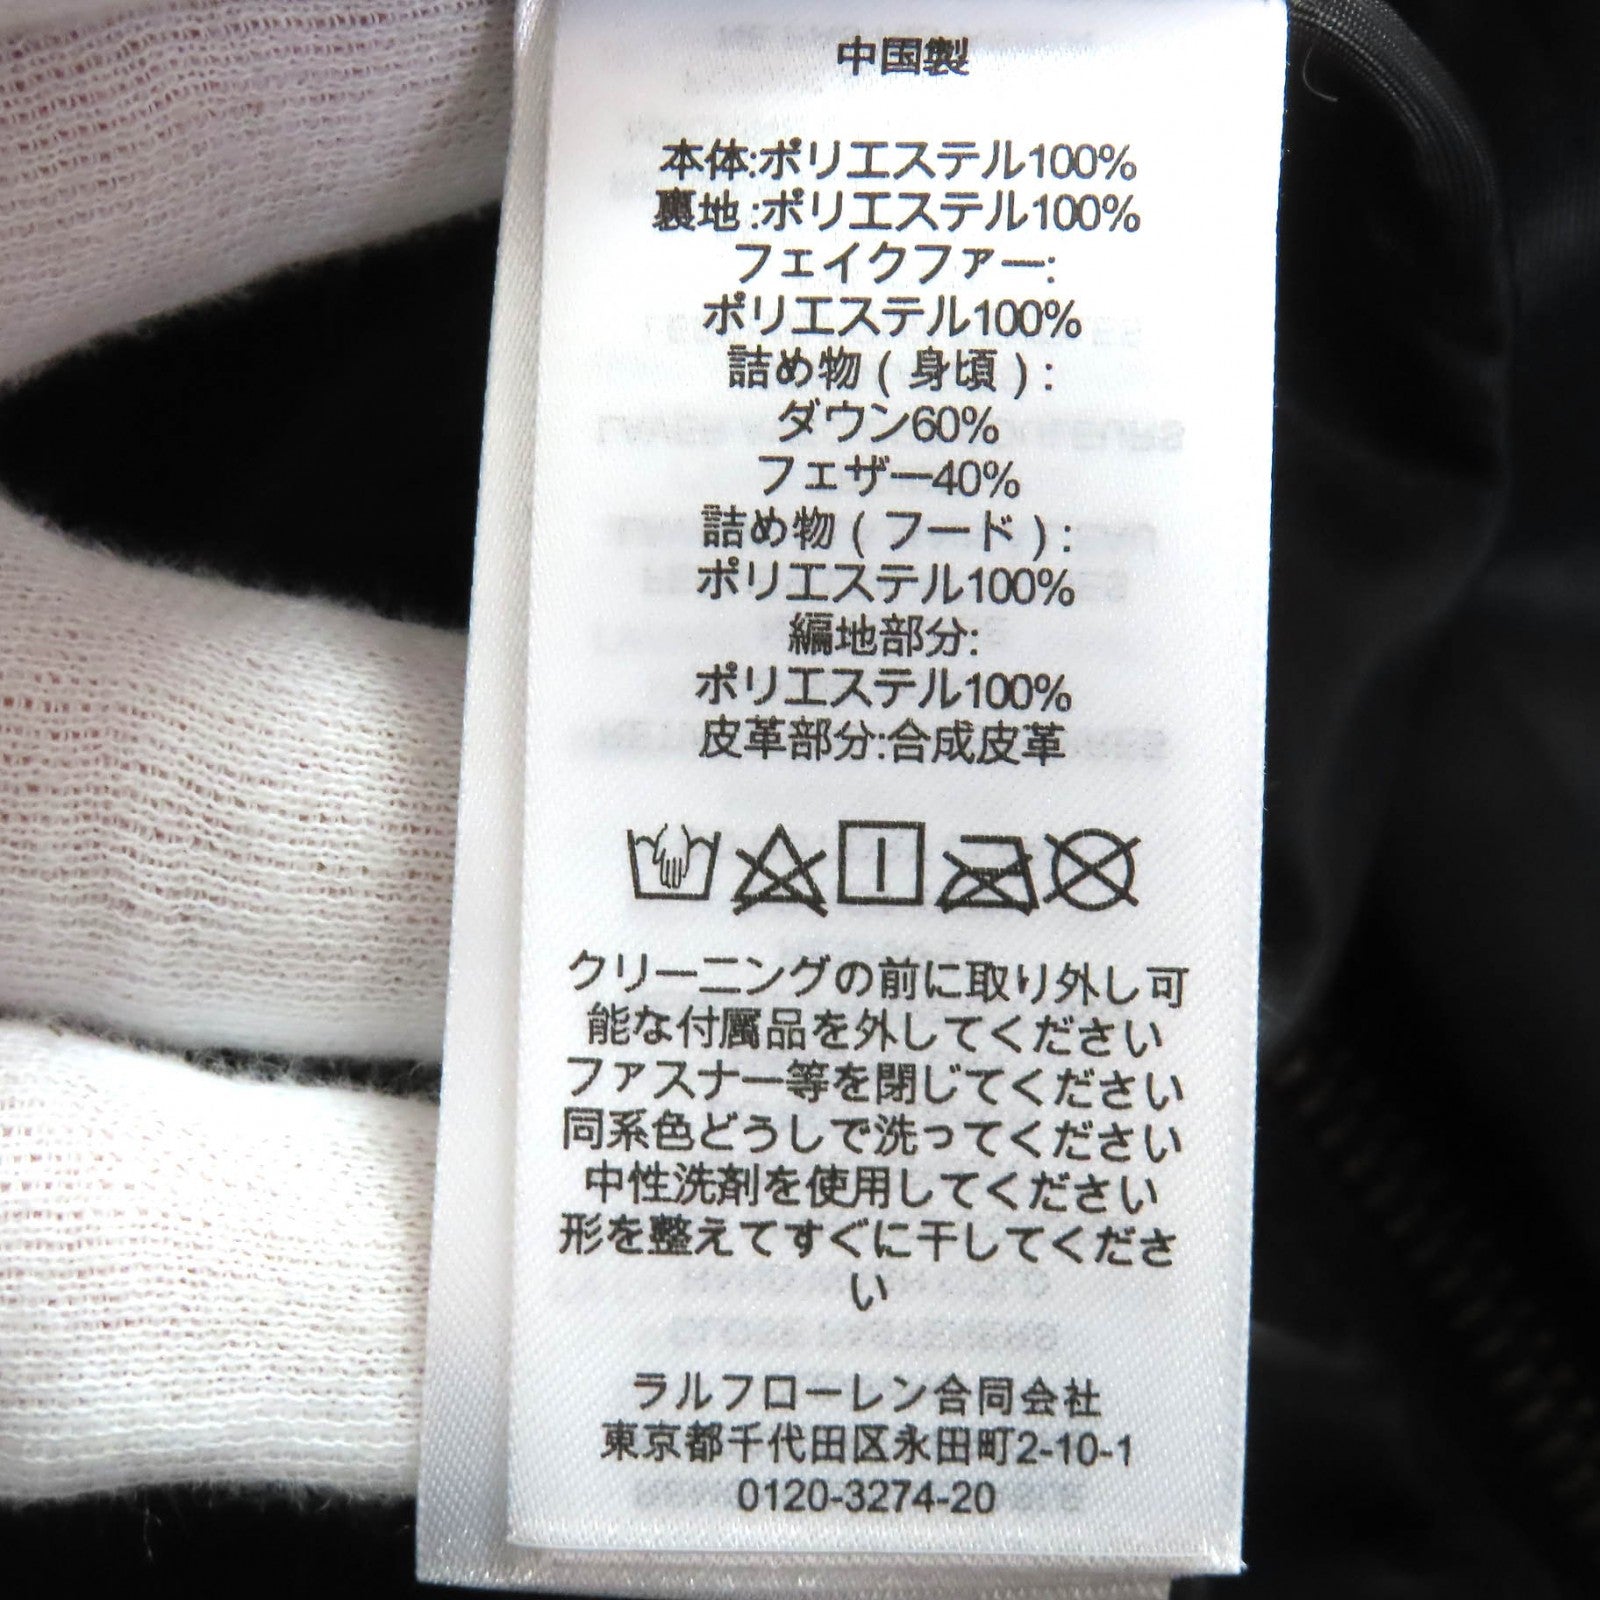 中国製
本体:ポリエステル100%
裏地:ポリエステル100%
フェイクファー:
ポリエステル100%
詰め物(身頃):
ダウン60%
フェザー40%
詰め物(フード):
ポリエステル100%
編地部分:
ポリエステル100%
皮革部分:合成皮革
クリーニングの前に取り外し可
能な付属品を外してください
ファスナー等を閉じてください
同系色どうしで洗ってください
中性洗剤を使用してください
形を整えてすぐに干してくださ
い
ラルフローレン合同会社
東京都千代田区永田町2-10-1
0120-3274-20